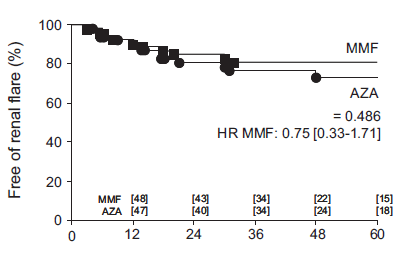 Free of renal flare (%)
100
80
60
40
20
0
MMF
AZA
= 0.486
HR MMF: 0.75 [0.33-1.71]
MMF [48] [43] [34] [22] [15]
AZA [47] [40] [34] [24] [18]
0 12 24 36 48 60